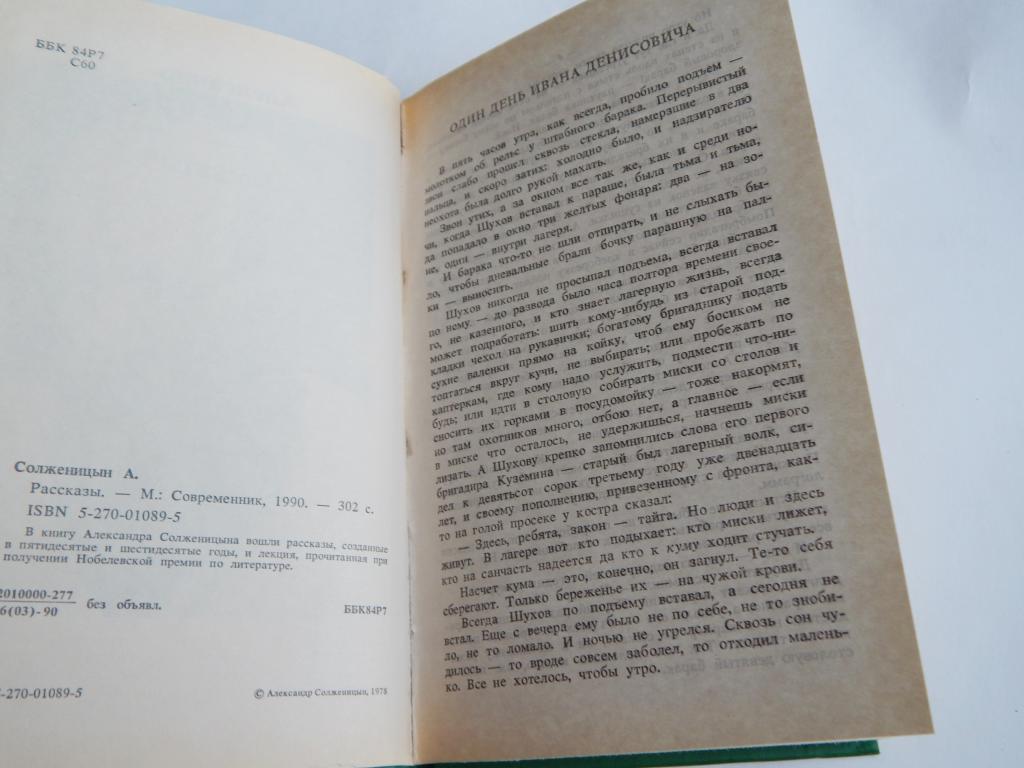 ББК 84Р7
С60
Солженицын А.
Рассказы. — М.: Современник, 1990. — 302 с.
ISBN 5-270-01089-5
В книгу Александра Солженицына вошли рассказы, созданные
в пятидесятые и шестидесятые годы, и лекция, прочитанная при
получении Нобелевской премии по литературе.
2010000-277
6(03)-90
без объявл.
ББК84Р7
-270-01089-5
© Александр Солженицын, 1978
ОДИН ДЕНЬ ИВАНА ДЕНИСОВИЧА
В пять часов утра, как всегда, пробило подъем —
молотком об рельс у штабного барака. Перерывистый
звон слабо прошел сквозь стекла, намерзшие в два
пальца, и скоро затих: холодно было, и надзирателю
неохота была долго рукой махать.
Звон утих, а за окном все так же, как и среди но-
чи, когда Шухов вставал к параше, была тьма и тьма,
да попадало в окно три желтых фонаря: два — на зо-
не, один — внутри лагеря.
И барака что-то не шли отпирать, и не слыхать бы-
ло, чтобы дневальные брали бочку парашную на пал-
ки — выносить.
Шухов никогда не просыпал подъема, всегда вставал
по нему — до развода было часа полтора времени свое-
го, не казенного, и кто знает лагерную жизнь, всегда
может подработать: шить кому-нибудь из старой под-
кладки чехол на рукавички; богатому бригаднику подать
сухие валенки прямо на койку, чтоб ему босиком не
топтаться вкруг кучи, не выбирать; или пробежать по
каптеркам, где кому надо услужить, подмести что-ни-
будь; или идти в столовую собирать миски со столов и
сносить их горками в посудомойку — тоже накормят,
но там охотников много, отбою нет, а главное — если
в миске что осталось, не удержишься, начнешь миски
лизать. А Шухову крепко запомнились слова его первого
бригадира Куземина — старый был лагерный волк, си-
дел к девятьсот сорок третьему году уже двенадцать
лет, и своему пополнению, привезенному с фронта, как-
то на голой просеке у костра сказал:
— Здесь, ребята, закон — тайга. Но люди и здесь
живут. В лагере вот кто подыхает: кто миски лижет,
кто на санчасть надеется да кто к куму ходит стучать.
Насчет кума — это, конечно, он загнул. Те-то себя
сберегают. Только береженье их — на чужой крови.
Всегда Шухов по подъему вставал, а сегодня не
встал. Еще с вечера ему было не по себе, не то зноби-
ло, не то ломало. И ночью не угрелся. Сквозь сон чу-
дилось — то вроде совсем заболел, то отходил малень-
ко. Все не хотелось, чтобы утро.